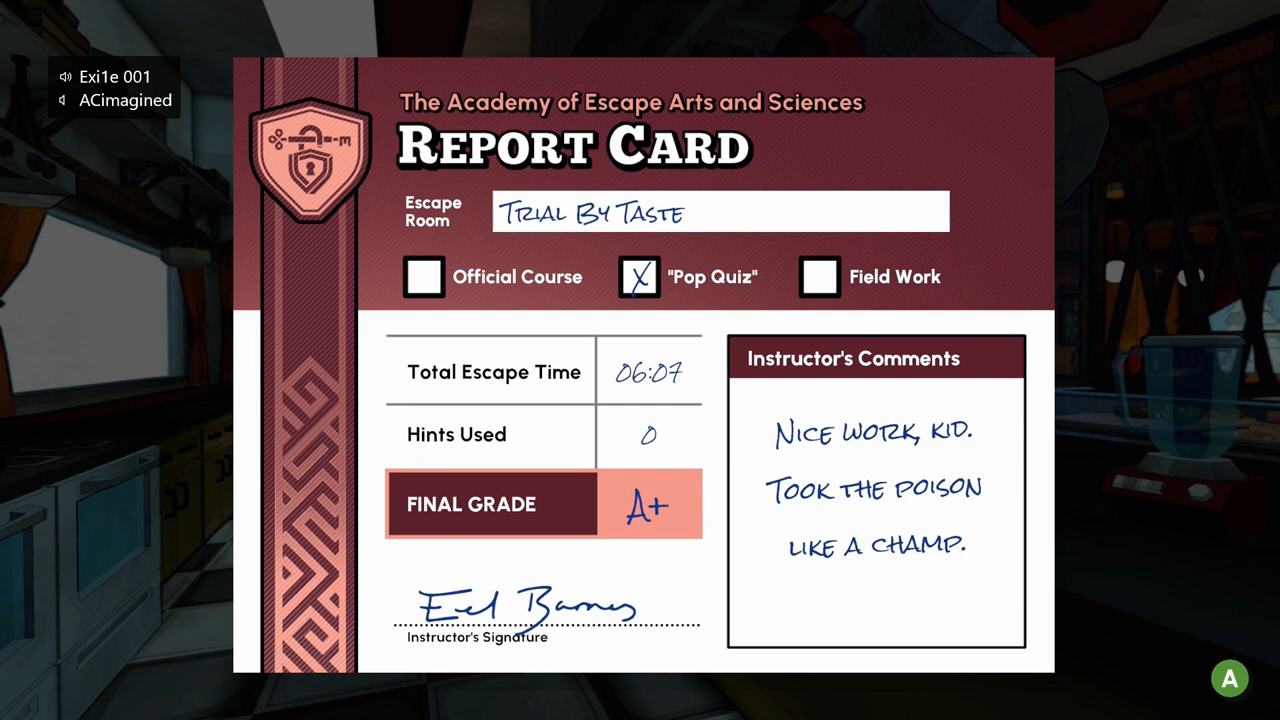 Exi1e 001
ACimagined
The Academy of Escape Arts and Sciences
REPORT CARD
Escape
Room
TRIAL BY TASTE
X
Official Course
"Pop Quiz"
Field Work
Total Escape Time
06:07
Hints Used
0
FINAL GRADE
A+
Instructor's Signature
Instructor's Comments
NICE WORK, KID.
TOOK THE POISON
LIKE A CHAMP.
A